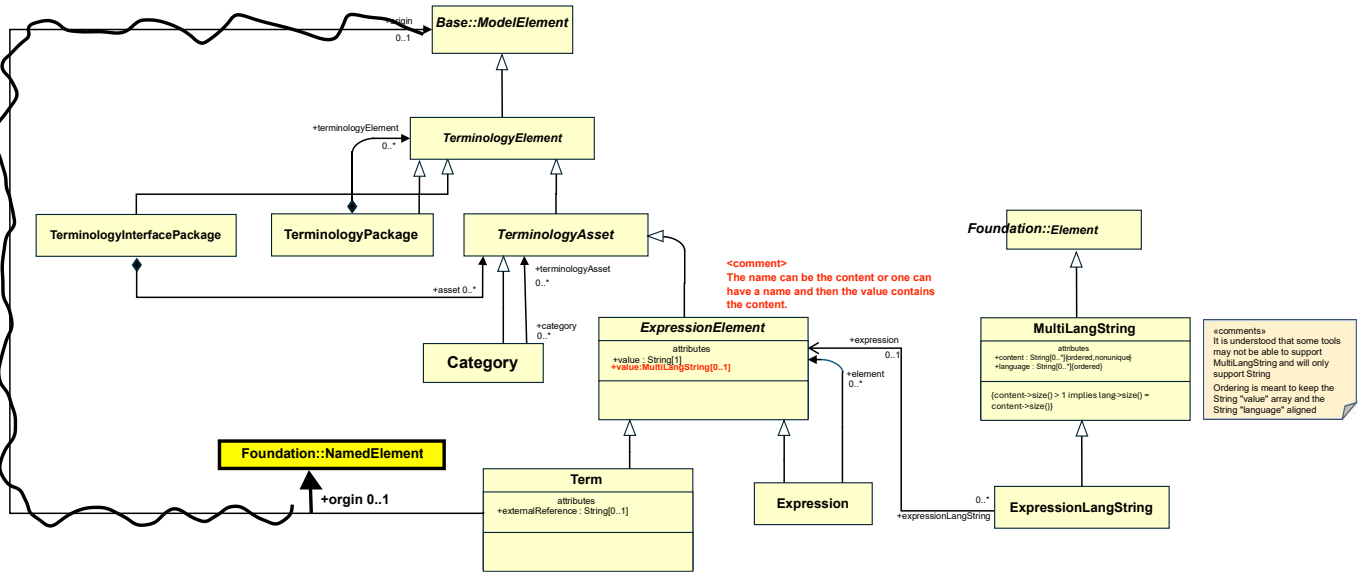 +origin
0..1
Base::ModelElement
+terminologyElement
0..*
TerminologyElement
TerminologyInterfacePackage
TerminologyPackage
TerminologyAsset
Foundation::Element
+asset 0..*
+terminologyAsset
0..*
<comment>
The name can be the content or one can
have a name and then the value contains
the content.
+category
0..*
Category
ExpressionElement
attributes
+value : String[1]
+value:MultiLangString[0..1]
+expression
0..1
+element
0..*
MultiLangString
attributes
+content : String[0..*]{ordered,nonunique}
+language : String[0..*]{ordered}
{content->size() > 1 implies lang->size() =
content->size()}
«comments»
It is understood that some tools
may not be able to support
MultiLangString and will only
support String
Ordering is meant to keep the
String "value" array and the
String "language" aligned
Foundation::NamedElement
+orgin 0..1
Term
attributes
+externalReference : String[0..1]
Expression
0..*
+expressionLangString
ExpressionLangString